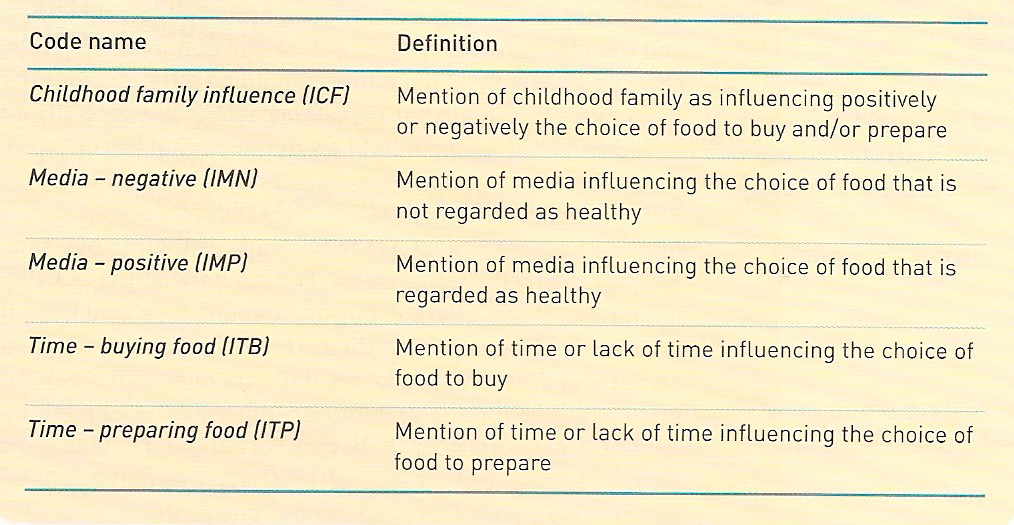 Code name Definition
Childhood family influence (ICF) Mention of childhood family as influencing positively
or negatively the choice of food to buy and/or prepare
Media – negative (IMN) Mention of media influencing the choice of food that is
not regarded as healthy
Media – positive (IMP) Mention of media influencing the choice of food that is
regarded as healthy
Time – buying food (ITB) Mention of time or lack of time influencing the choice of
food to buy
Time – preparing food (ITP) Mention of time or lack of time influencing the choice of
food to prepare